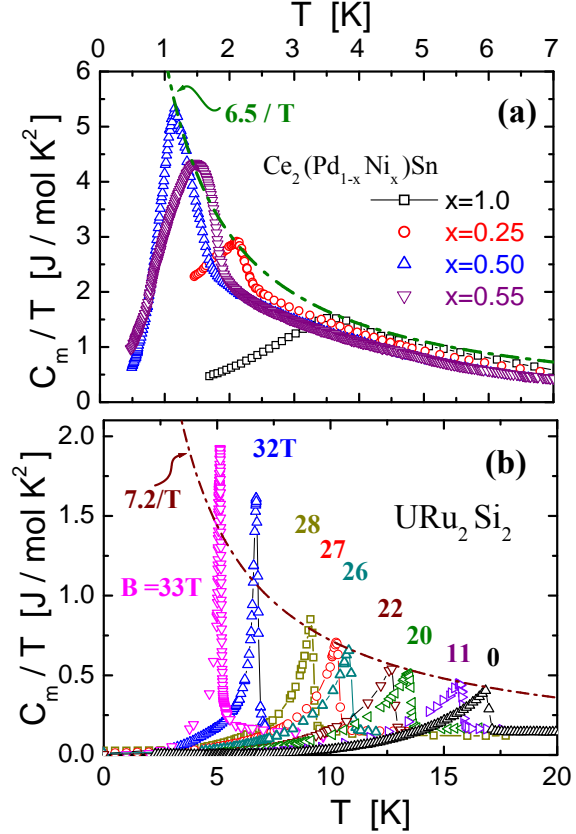 T [K]
0 1 2 3 4 5 6 7
6
5
4
3
2
1
0
C_m / T [J / mol K^2]
6.5 / T
(a)
Ce_2(Pd_{1-x}Ni_x)Sn
x=1.0
x=0.25
x=0.50
x=0.55
2.0
1.5
1.0
0.5
0.0
C_m / T [J / mol K^2]
7.2/T
32T
(b)
URu_2Si_2
B =33T
28
27
26
22
20
11
0
0 5 10 15 20
T [K]